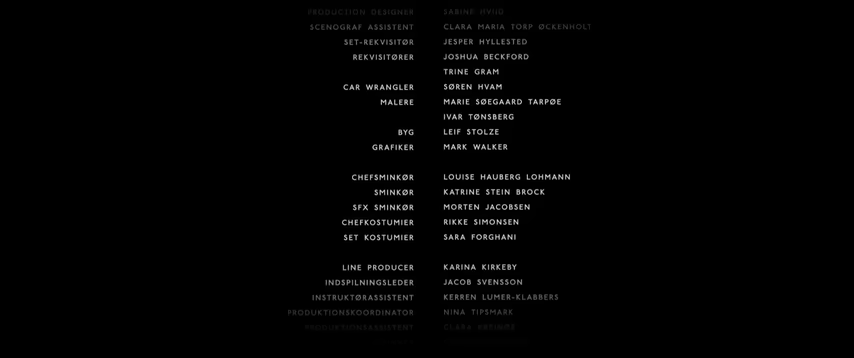 PRODUCTION DESIGNER SABINE HVIID
SCENOGRAF ASSISTENT CLARA MARIA TORP ØCKENHOLT
SET-REKVISITØR JESPER HYLLESTED
REKVISITØRER JOSHUA BECKFORD
TRINE GRAM
CAR WRANGLER SØREN HVAM
MALERE MARIE SØEGAARD TARPØE
IVAR TØNSBERG
BYG LEIF STOLZE
GRAFIKER MARK WALKER
CHEFSMINKØR LOUISE HAUBERG LOHMANN
SMINKØR KATRINE STEIN BROCK
SFX SMINKØR MORTEN JACOBSEN
CHEFKOSTUMIER RIKKE SIMONSEN
SET KOSTUMIER SARA FORGHANI
LINE PRODUCER KARINA KIRKEBY
INDSPILNINGSLEDER JACOB SVENSSON
INSTRUKTØRASSISTENT KERREN LUMER-KLABBERS
PRODUKTIONSKOORDINATOR NINA TIPSMARK
PRODUKTIONSASSISTENT CLARA